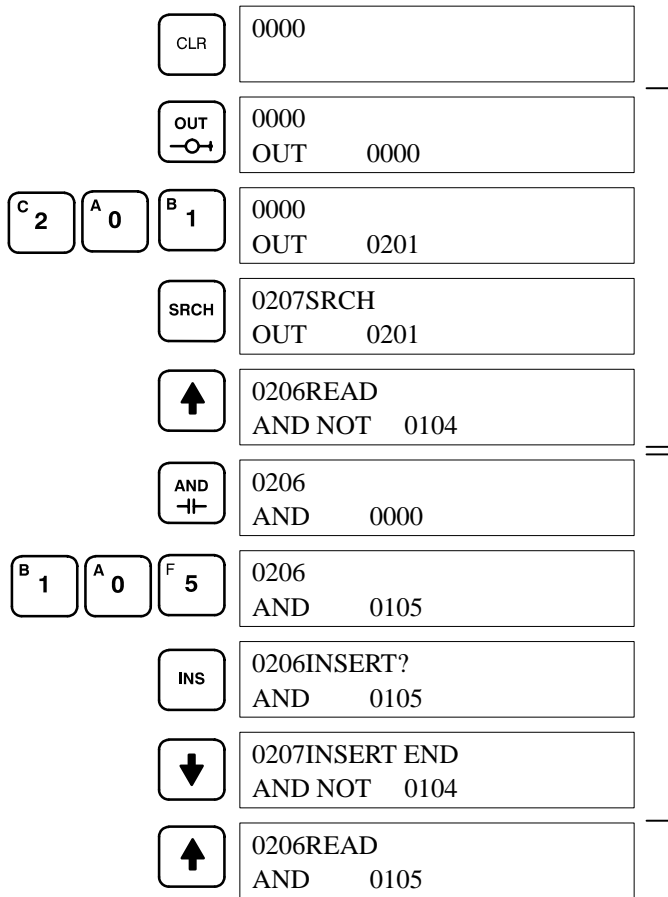 CLR
0000
OUT
0000
OUT 0000
C 2 A 0 B 1
0000
OUT 0201
SRCH
0207SRCH
OUT 0201
0206READ
AND NOT 0104
AND
0206
AND 0000
B 1 A 0 F 5
0206
AND 0105
INS
0206INSERT?
AND 0105
0207INSERT END
AND NOT 0104
0206READ
AND 0105